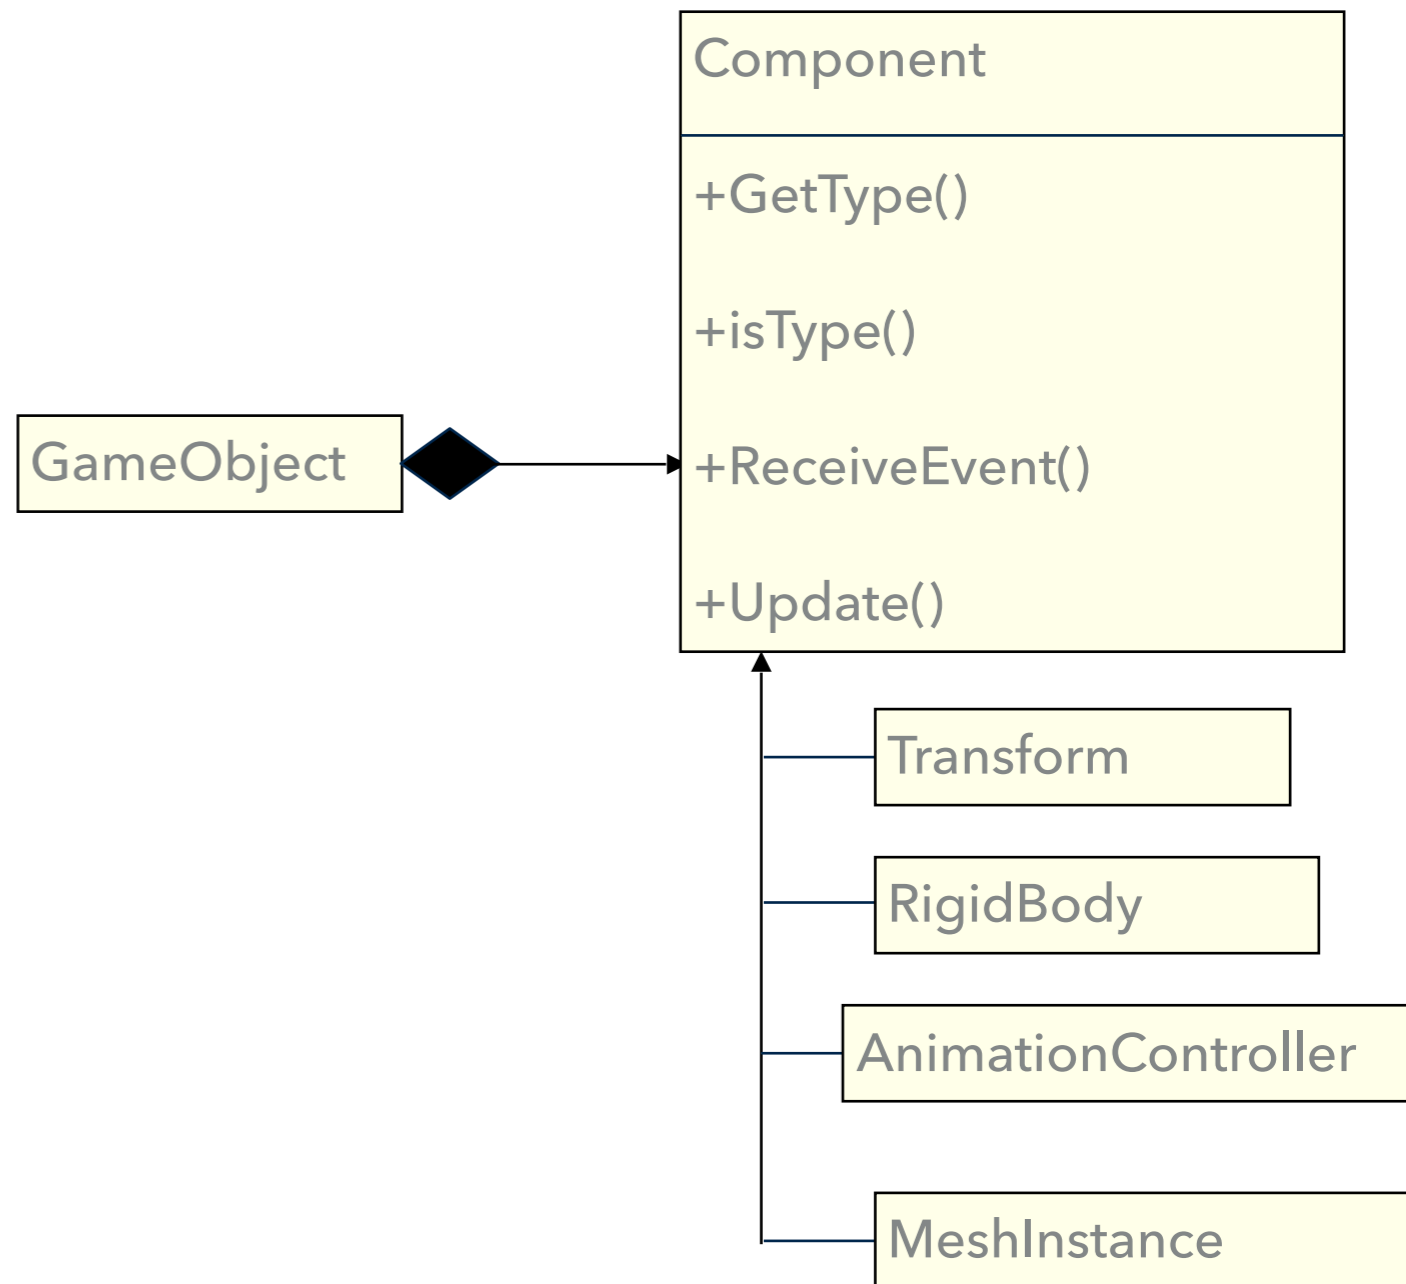 Component
+GetType()
+isType()
GameObject
+ReceiveEvent()
+Update()
Transform
RigidBody
AnimationController
MeshInstance